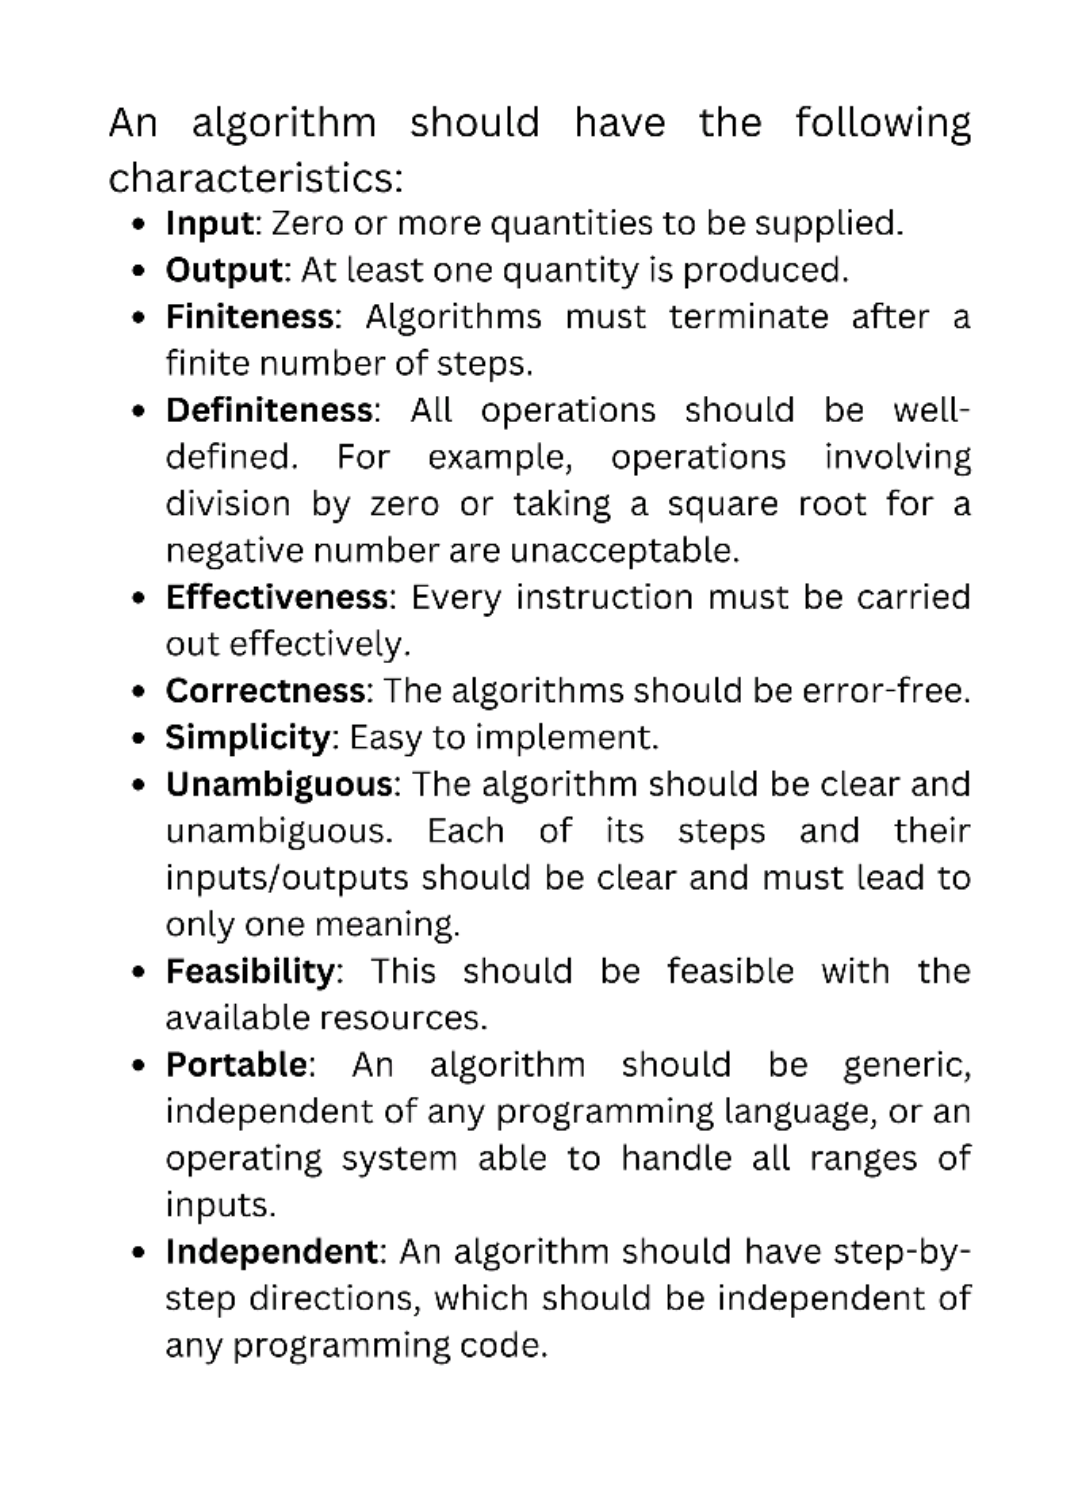 An algorithm should have the following
characteristics:
• Input: Zero or more quantities to be supplied.
• Output: At least one quantity is produced.
• Finiteness: Algorithms must terminate after a
finite number of steps.
• Definiteness: All operations should be well-
defined. For example, operations involving
division by zero or taking a square root for a
negative number are unacceptable.
• Effectiveness: Every instruction must be carried
out effectively.
• Correctness: The algorithms should be error-free.
• Simplicity: Easy to implement.
• Unambiguous: The algorithm should be clear and
unambiguous. Each of its steps and their
inputs/outputs should be clear and must lead to
only one meaning.
• Feasibility: This should be feasible with the
available resources.
• Portable: An algorithm should be generic,
independent of any programming language, or an
operating system able to handle all ranges of
inputs.
• Independent: An algorithm should have step-by-
step directions, which should be independent of
any programming code.